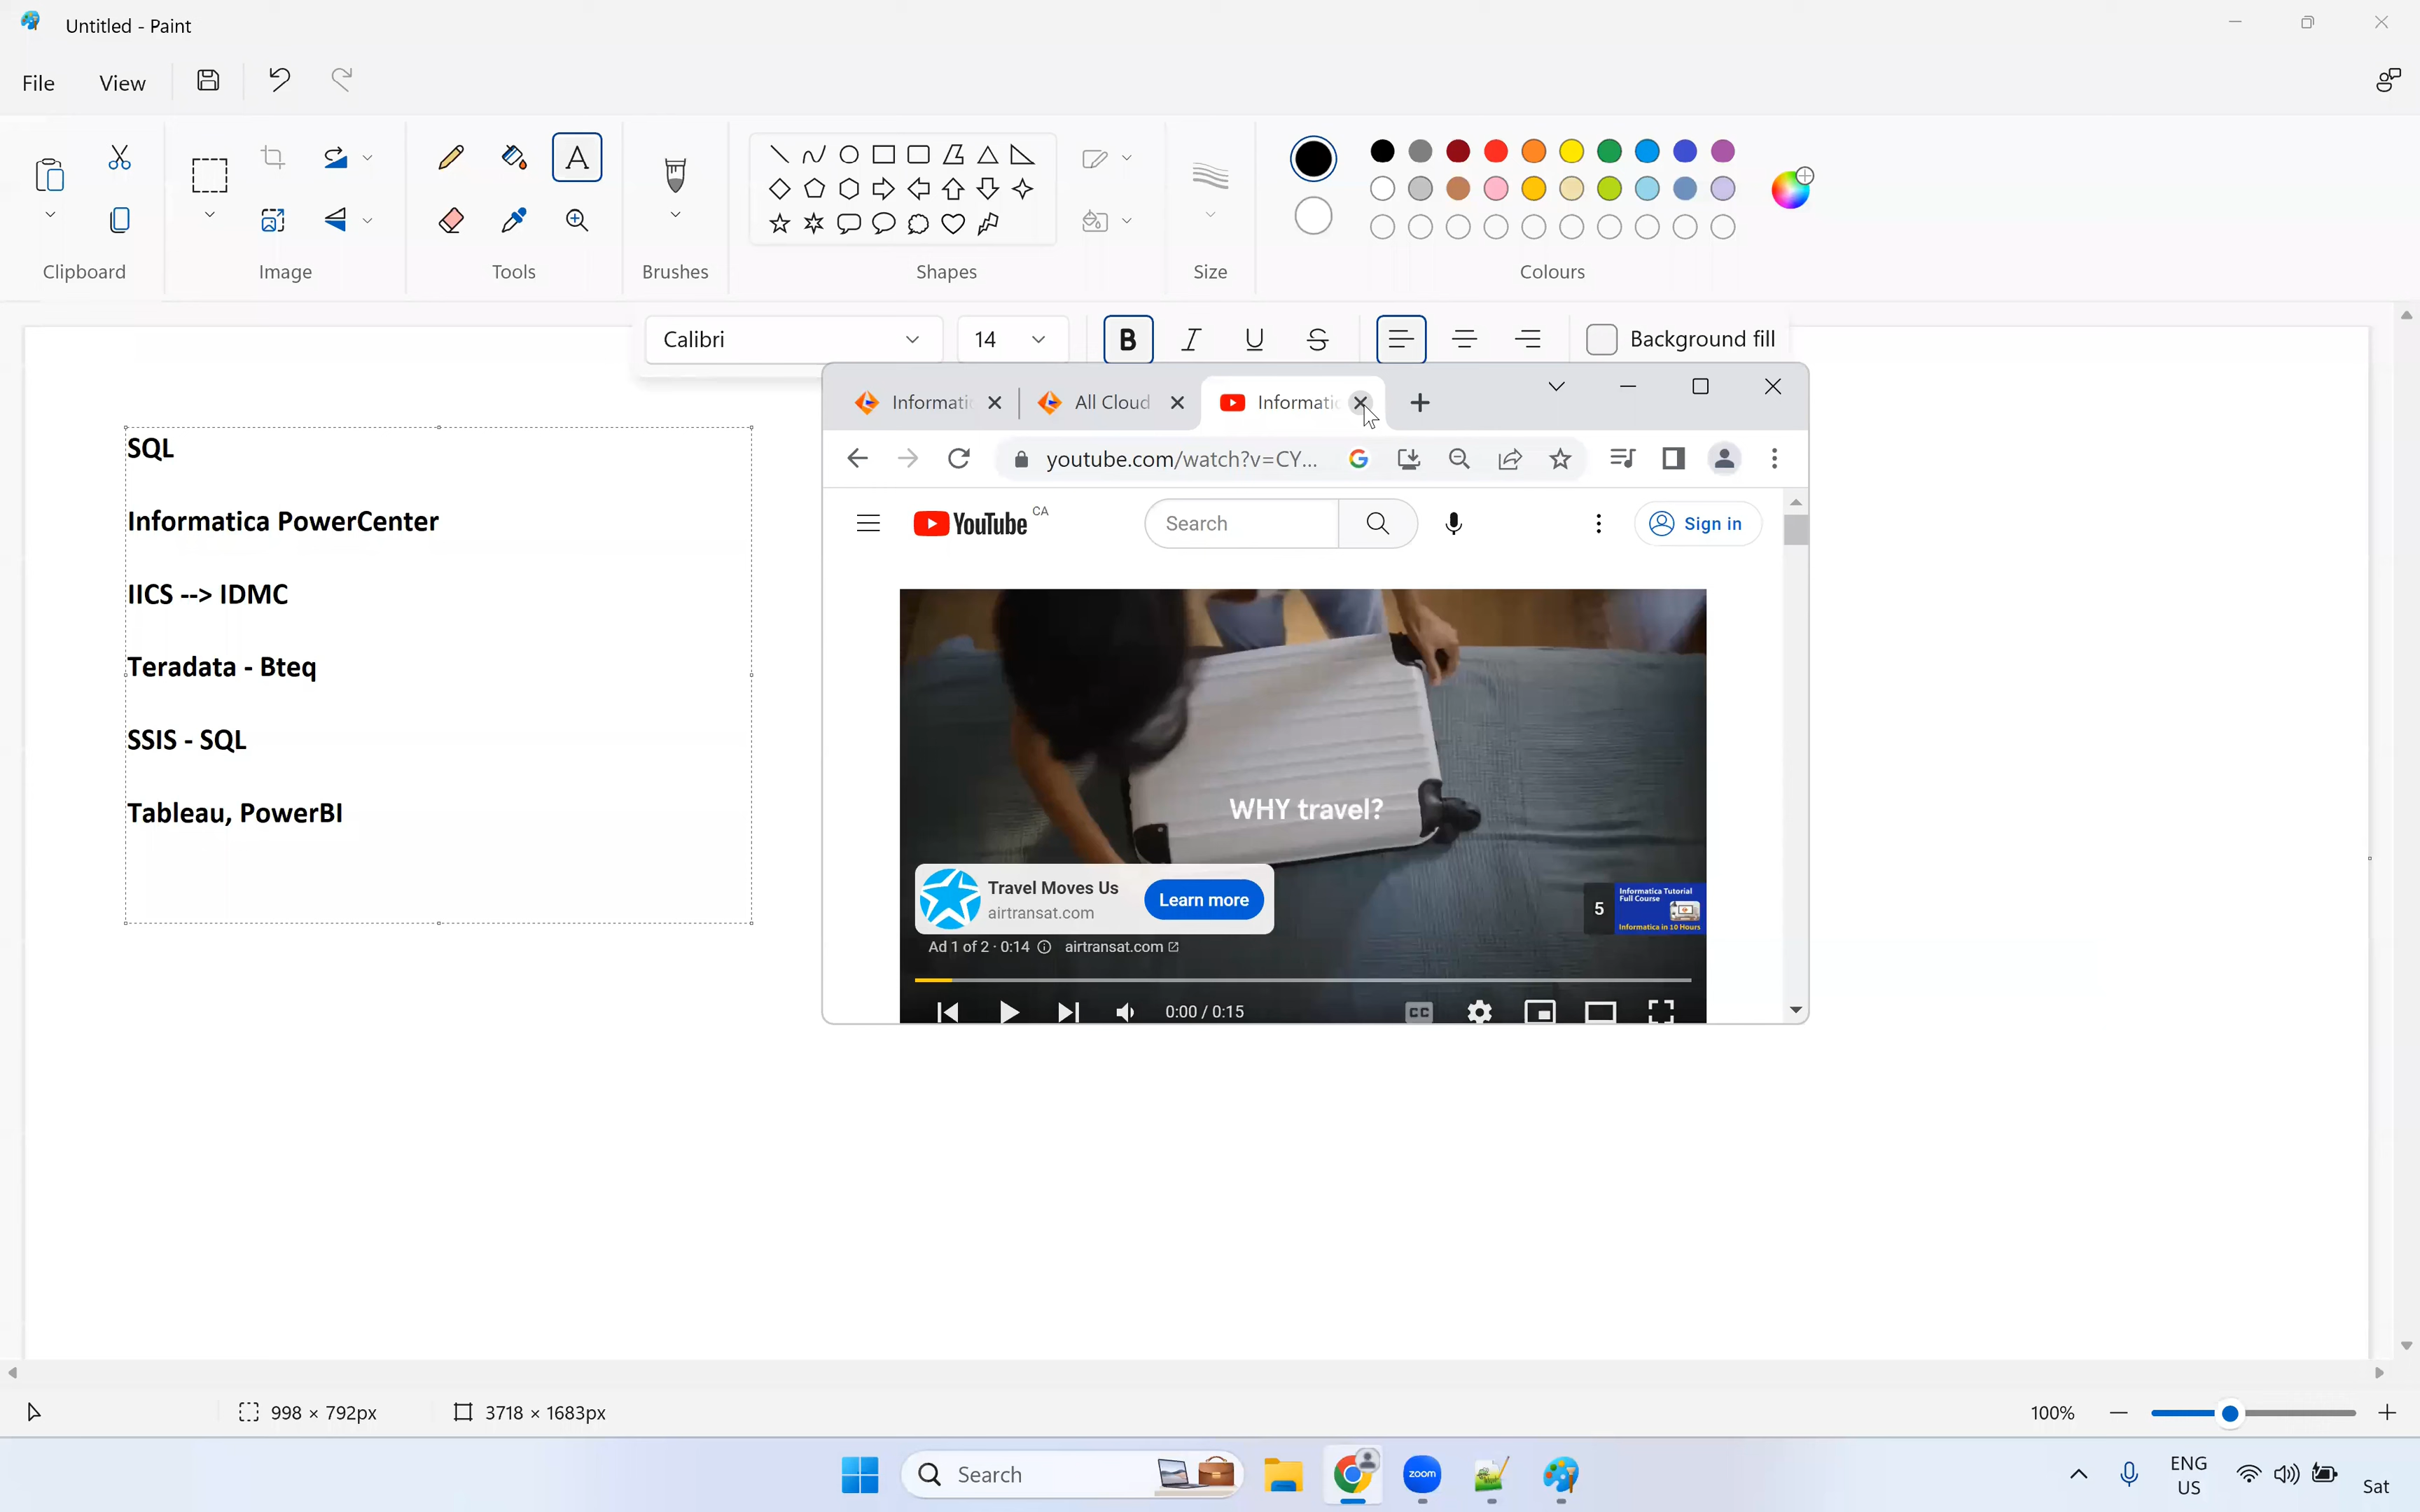 Untitled - Paint
File View
Clipboard
Image
Tools
Brushes
Shapes
Size
Colours
Calibri 14 B I U S Background fill
SQL
Informatica PowerCenter
IICS --> IDMC
Teradata - Bteq
SSIS - SQL
Tableau, PowerBI
Informatic All Cloud Informatic
youtube.com/watch?v=CY...
YouTube CA Search Sign in
WHY travel?
Travel Moves Us
airtransat.com
Learn more
Ad 1 of 2 · 0:14 airtransat.com
5
Informatica Tutorial
Full Course
Informatica in 10 Hours
0:00 / 0:15
CC
998 × 792px 3718 × 1683px 100%
Search
zoom
ENG
US
Sat